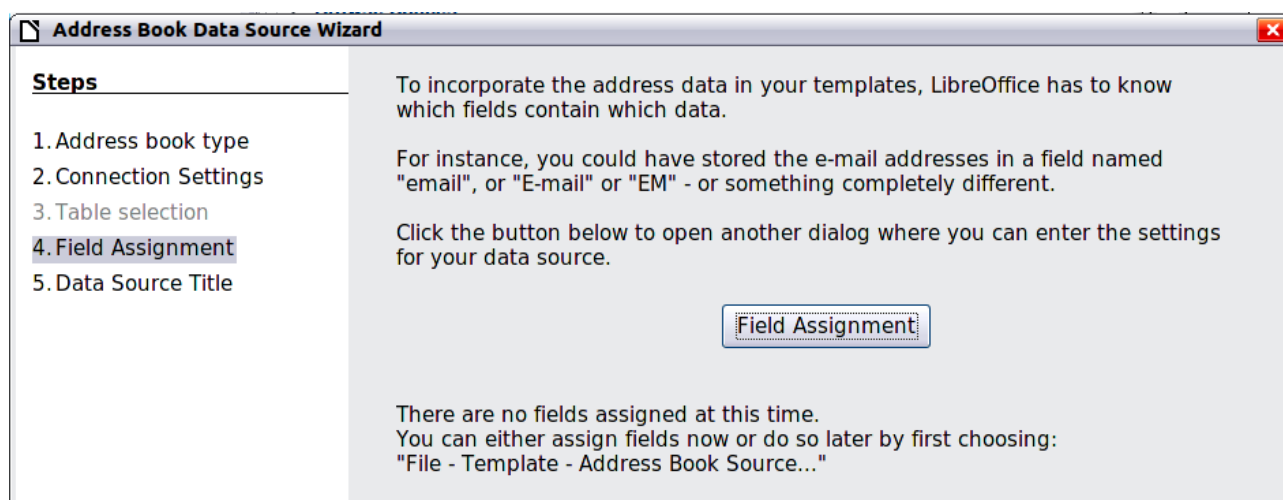 Address Book Data Source Wizard
Steps
1. Address book type
2. Connection Settings
3. Table selection
4. Field Assignment
5. Data Source Title
To incorporate the address data in your templates, LibreOffice has to know
which fields contain which data.
For instance, you could have stored the e-mail addresses in a field named
"email", or "E-mail" or "EM" - or something completely different.
Click the button below to open another dialog where you can enter the settings
for your data source.
Field Assignment
There are no fields assigned at this time.
You can either assign fields now or do so later by first choosing:
"File - Template - Address Book Source..."